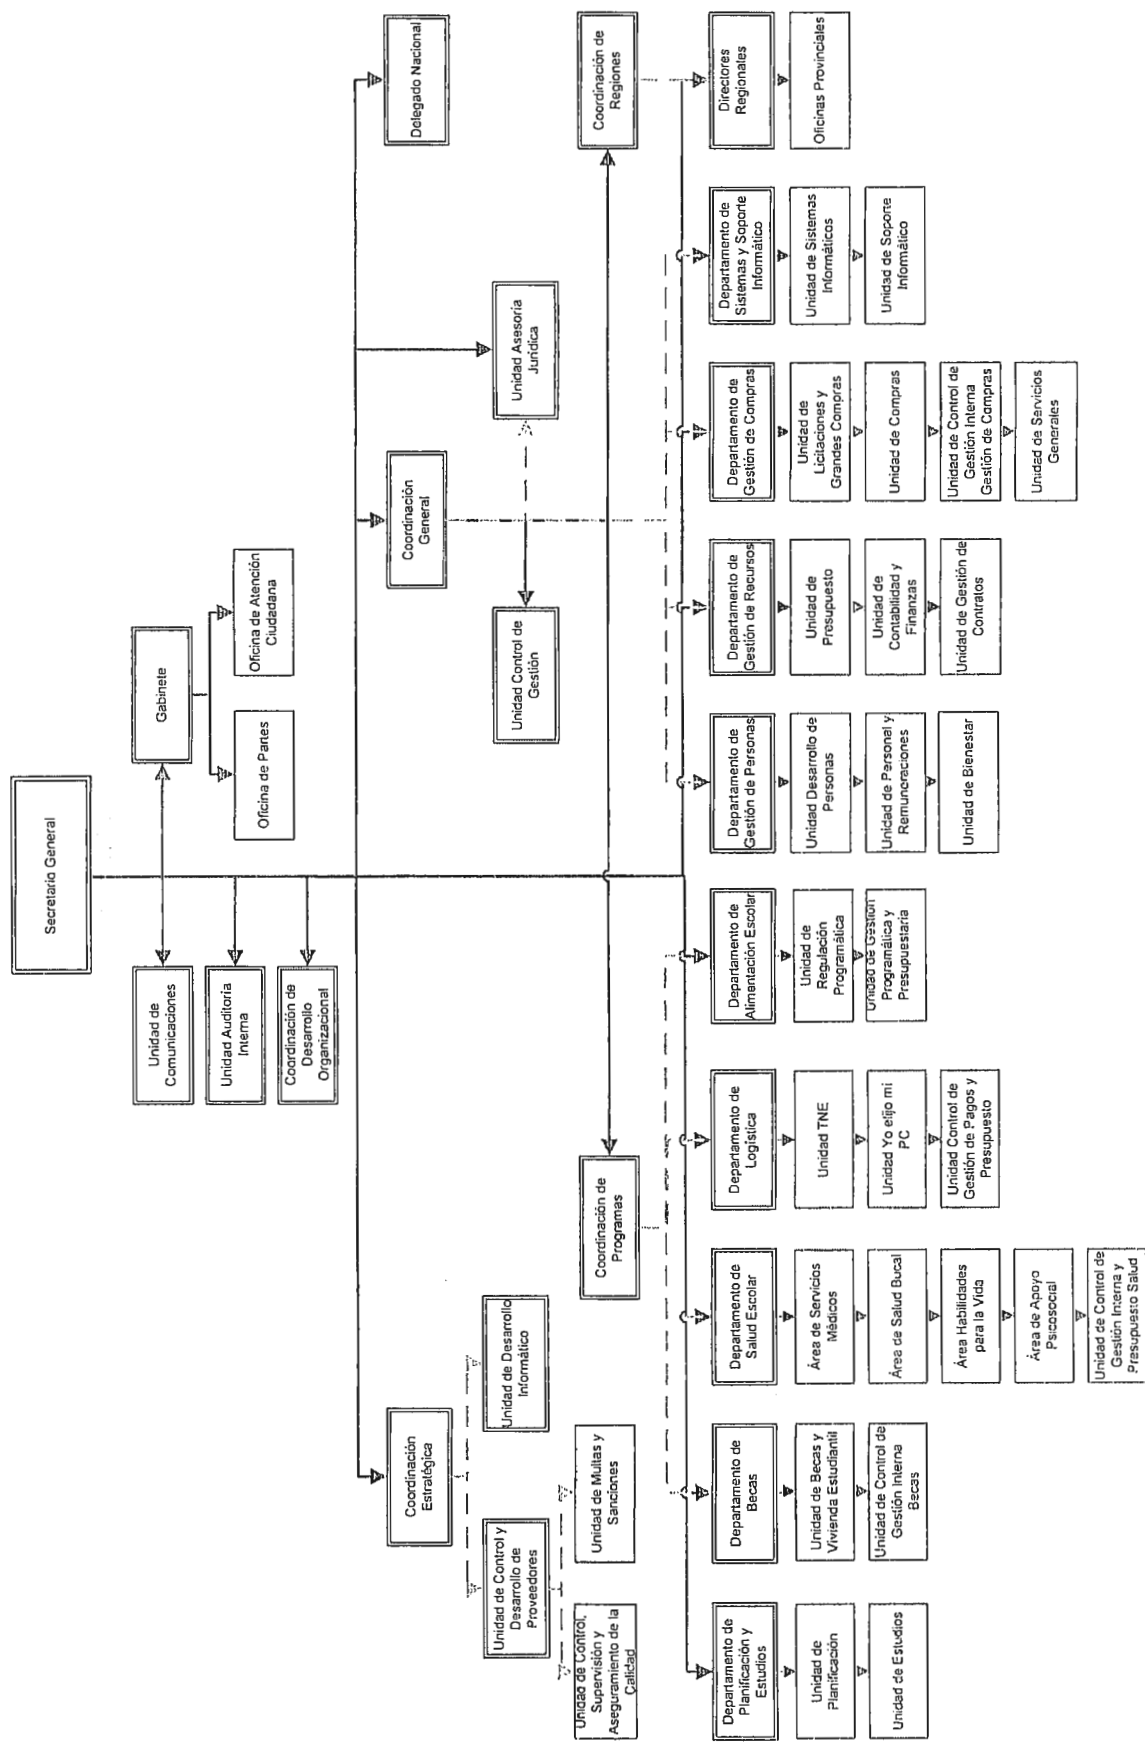 Secretario General
Unidad de
Comunicaciones
Gabinete
Unidad Auditoría
Interna
Oficina de Partes
Oficina de Atención
Ciudadana
Coordinación de
Desarrollo
Organizacional
Coordinación
Estratégica
Coordinación
General
Delegado Nacional
Unidad de Control y
Desarrollo de
Proveedores
Unidad de Desarrollo
Informático
Unidad Control de
Gestión
Unidad Asesoria
Jurídica
Unidad de Control,
Supervisión y
Aseguramiento de la
Calidad
Unidad de Multas y
Sanciones
Coordinación de
Programas
Coordinación de
Regiones
Departamento de
Planificación y
Estudios
Unidad de
Planificación
Unidad de Estudios
Departamento de
Becas
Unidad de Becas y
Vivienda Estudiantil
Unidad de Control de
Gestión Interna
Becas
Departamento de
Salud Escolar
Área de Servicios
Médicos
Área de Salud Bucal
Área Habilidades
para la Vida
Área de Apoyo
Psicosocial
Unidad de Control de
Gestión Interna y
Presupuesto Salud
Departamento de
Logística
Unidad TNE
Unidad Yo elijo mi
PC
Unidad Control de
Gestión de Pagos y
Presupuesto
Departamento de
Alimentación Escolar
Unidad de
Regulación
Programática
Unidad de Gestión
Programática y
Presupuestaria
Departamento de
Gestión de Personas
Unidad Desarrollo de
Personas
Unidad de Personal y
Remuneraciones
Unidad de Bienestar
Departamento de
Gestión de Recursos
Unidad de
Presupuesto
Unidad de
Contabilidad y
Finanzas
Unidad de Gestión de
Contratos
Departamento de
Gestión de Compras
Unidad de
Licitaciones y
Grandes Compras
Unidad de Compras
Unidad de Control de
Gestión Interna
Gestión de Compras
Unidad de Servicios
Generales
Departamento de
Sistemas y Soporte
Informático
Unidad de Sistemas
Informáticos
Unidad de Soporte
Informático
Directores
Regionales
Oficinas Provinciales